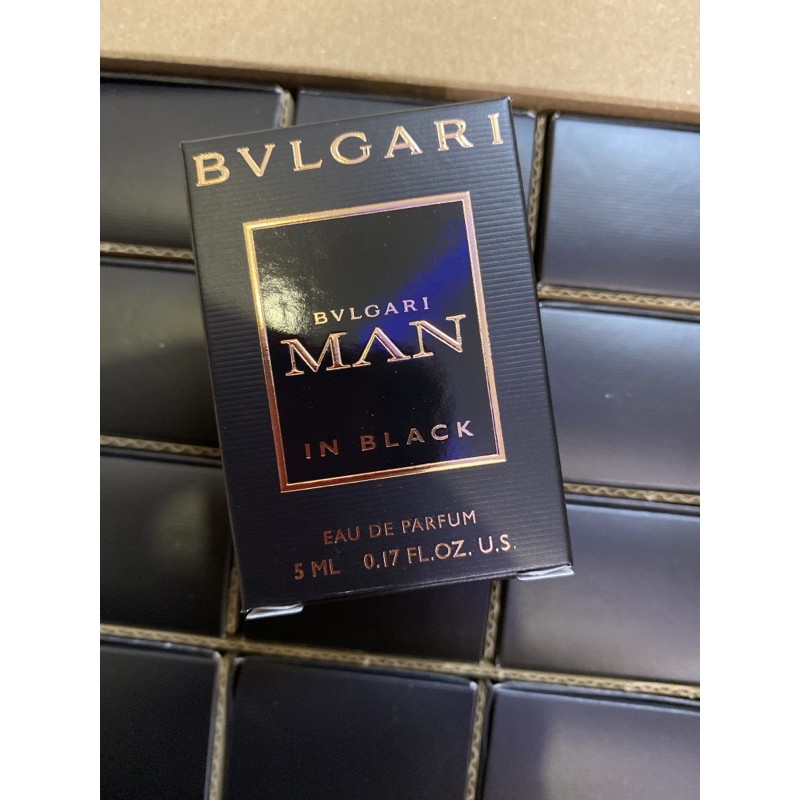 BVLGARI
BVLGARI
MAN
IN BLACK
EAU DE PARFUM
5 ML 0.17 FL.OZ. U.S.